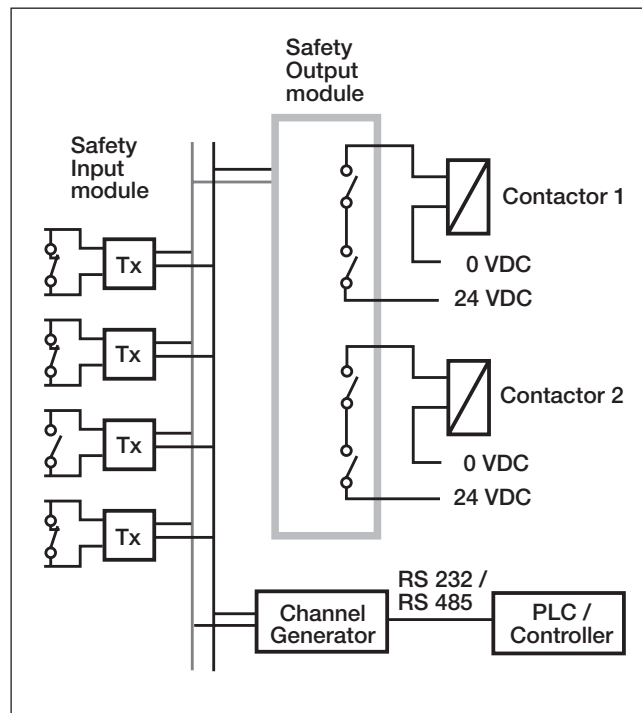 Safety
Output
module
Safety
Input
module
Contactor 1
Tx
0 VDC
24 VDC
Tx
Contactor 2
Tx
0 VDC
24 VDC
Tx
RS 232 /
RS 485
Channel
Generator
PLC /
Controller